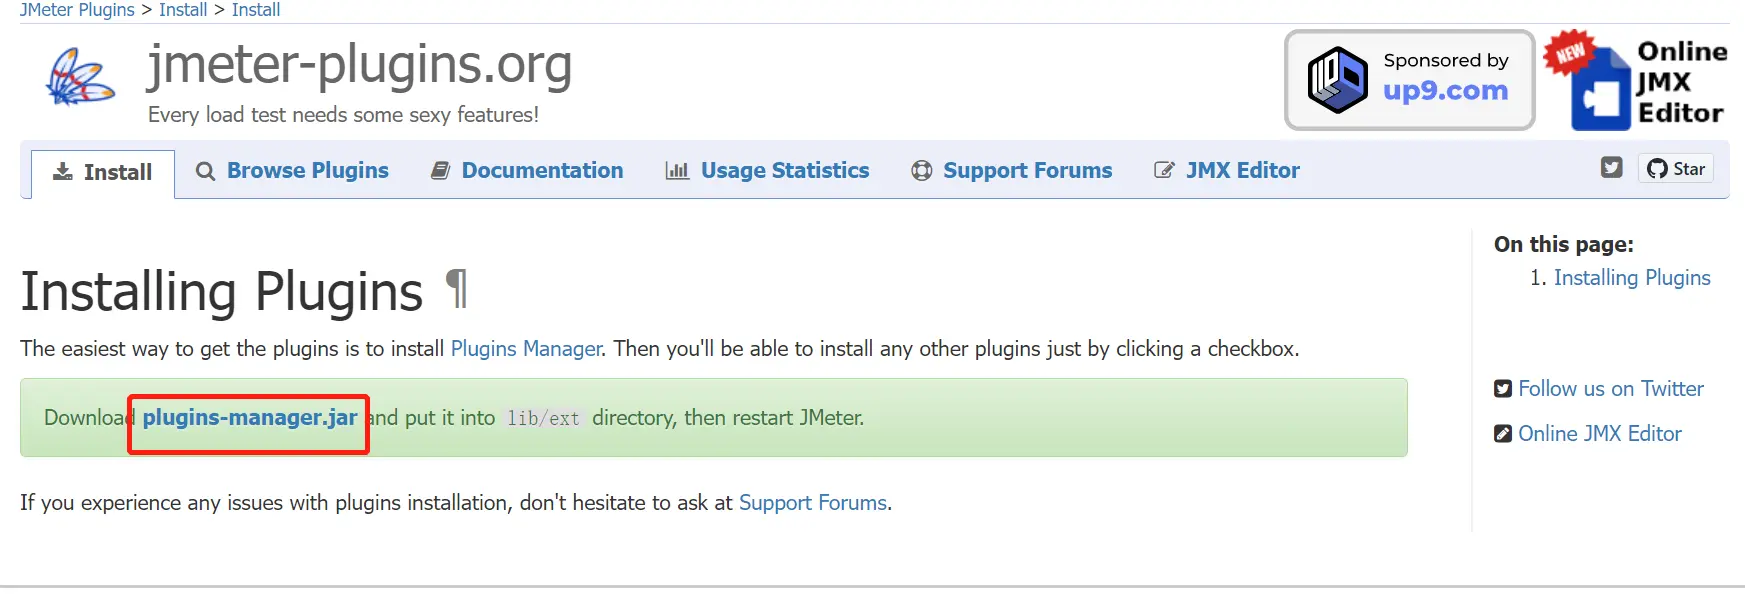 JMeter Plugins > Install > Install
jmeter-plugins.org
Every load test needs some sexy features!
Sponsored by
up9.com
NEW
Online
JMX
Editor
Install
Browse Plugins
Documentation
Usage Statistics
Support Forums
JMX Editor
Star
Installing Plugins ¶
The easiest way to get the plugins is to install Plugins Manager. Then you'll be able to install any other plugins just by clicking a checkbox.
Download plugins-manager.jar and put it into lib/ext directory, then restart JMeter.
If you experience any issues with plugins installation, don't hesitate to ask at Support Forums.
On this page:
1. Installing Plugins
Follow us on Twitter
Online JMX Editor